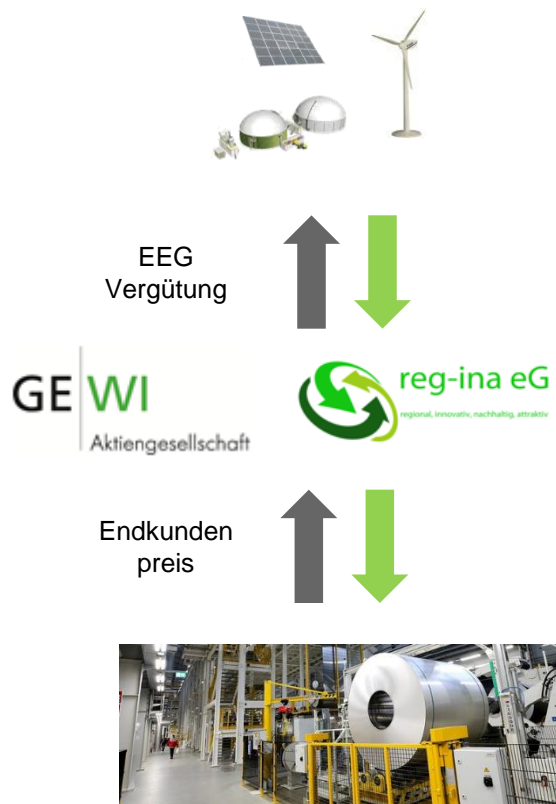 EEG
Vergütung
GE WI
Aktiengesellschaft
reg-ina eG
regional, innovativ, nachhaltig, attraktiv
Endkunden
preis